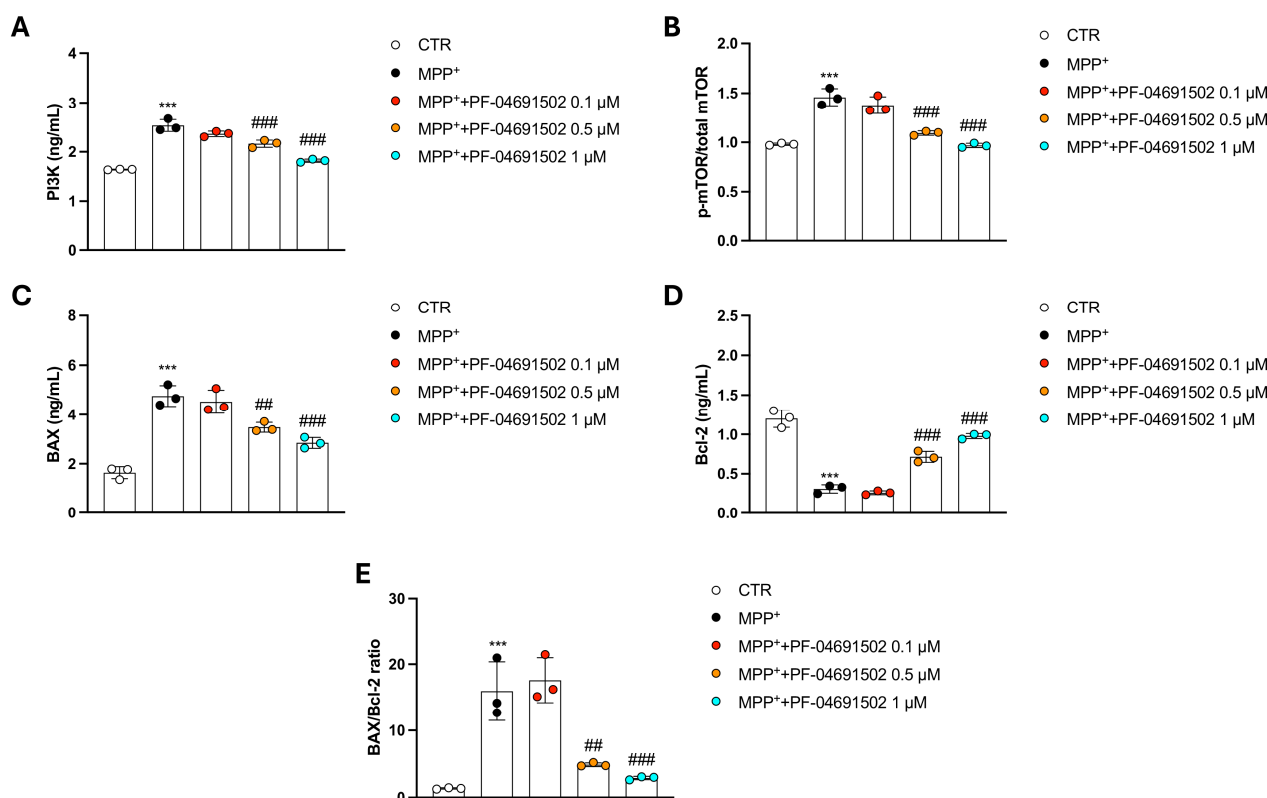 A
PI3K (ng/mL)
4
3
2
1
0
***
###
###
CTR
MPP⁺
MPP⁺+PF-04691502 0.1 µM
MPP⁺+PF-04691502 0.5 µM
MPP⁺+PF-04691502 1 µM
B
p-mTOR/total mTOR
2.0
1.5
1.0
0.5
0.0
***
###
###
CTR
MPP⁺
MPP⁺+PF-04691502 0.1 µM
MPP⁺+PF-04691502 0.5 µM
MPP⁺+PF-04691502 1 µM
C
BAX (ng/mL)
8
6
4
2
0
***
##
###
CTR
MPP⁺
MPP⁺+PF-04691502 0.1 µM
MPP⁺+PF-04691502 0.5 µM
MPP⁺+PF-04691502 1 µM
D
Bcl-2 (ng/mL)
2.5
2.0
1.5
1.0
0.5
0.0
***
###
###
CTR
MPP⁺
MPP⁺+PF-04691502 0.1 µM
MPP⁺+PF-04691502 0.5 µM
MPP⁺+PF-04691502 1 µM
E
BAX/Bcl-2 ratio
30
20
10
0
***
##
###
CTR
MPP⁺
MPP⁺+PF-04691502 0.1 µM
MPP⁺+PF-04691502 0.5 µM
MPP⁺+PF-04691502 1 µM